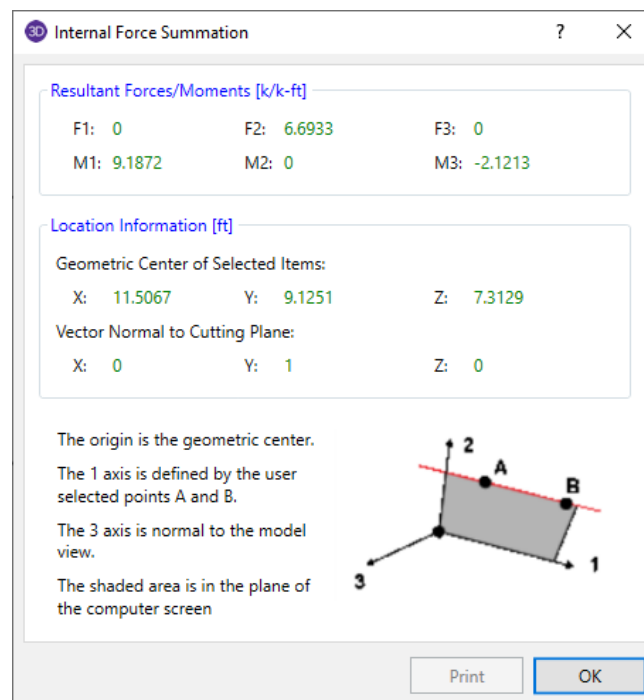 3D Internal Force Summation ? ×
Resultant Forces/Moments [k/k-ft]
F1: 0 F2: 6.6933 F3: 0
M1: 9.1872 M2: 0 M3: -2.1213
Location Information [ft]
Geometric Center of Selected Items:
X: 11.5067 Y: 9.1251 Z: 7.3129
Vector Normal to Cutting Plane:
X: 0 Y: 1 Z: 0
The origin is the geometric center.
The 1 axis is defined by the user
selected points A and B.
The 3 axis is normal to the model
view.
The shaded area is in the plane of
the computer screen
2
A
B
1
3
Print OK